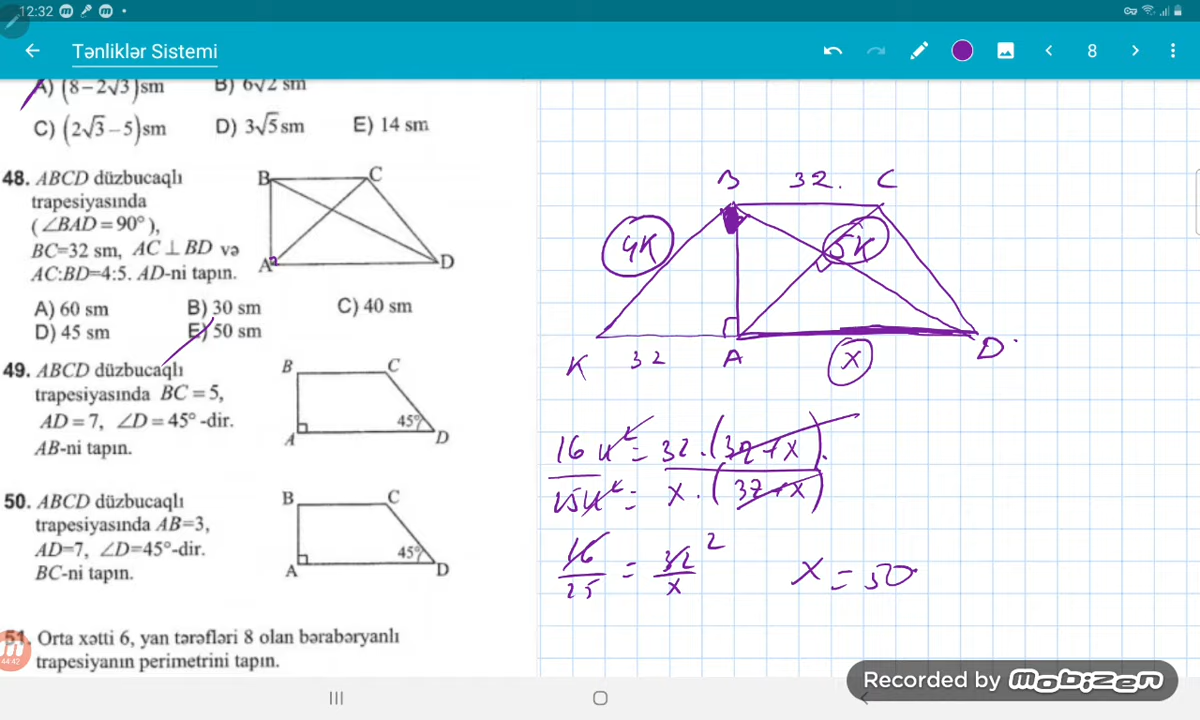 12:32
Tənliklər Sistemi
8
A) (8−2√3)sm B) 6√2 sm
C) (2√3−5)sm D) 3√5 sm E) 14 sm
48. ABCD düzbucaqlı
trapesiyasında
(∠BAD=90°),
BC=32 sm, AC⊥BD və
AC:BD=4:5. AD-ni tapın.
B C
A D
A) 60 sm B) 30 sm C) 40 sm
D) 45 sm E) 50 sm
49. ABCD düzbucaqlı
trapesiyasında BC=5,
AD=7, ∠D=45°-dir.
AB-ni tapın.
B C
45°
A D
50. ABCD düzbucaqlı
trapesiyasında AB=3,
AD=7, ∠D=45°-dir.
BC-ni tapın.
B C
45°
A D
51. Orta xətti 6, yan tərəfləri 8 olan bərabəryanlı
trapesiyanın perimetrini tapın.
44:42
B 32. C
4K 5K
K 32 A x D.
16K² = 32.(32+x).
25K² = x.(32+x)
16/25 = 32/x 2 x=50
Recorded by mobizen